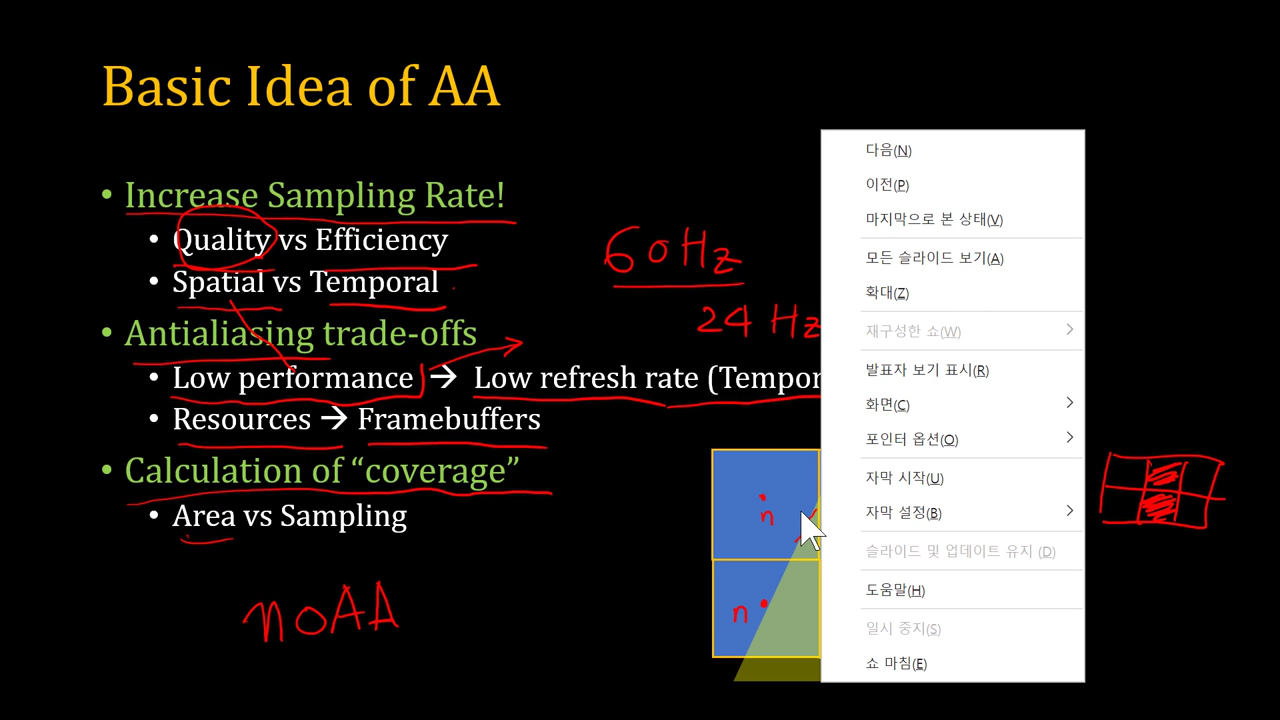 Basic Idea of AA
• Increase Sampling Rate!
• Quality vs Efficiency
• Spatial vs Temporal
• Antialiasing trade-offs
• Low performance → Low refresh rate (Tempor
• Resources → Framebuffers
• Calculation of “coverage”
• Area vs Sampling
60Hz
24 Hz
noAA
n
n
다음(N)
이전(P)
마지막으로 본 상태(V)
모든 슬라이드 보기(A)
확대(Z)
재구성한 쇼(W)
발표자 보기 표시(R)
화면(C)
포인터 옵션(O)
자막 시작(U)
자막 설정(B)
슬라이드 및 업데이트 유지 (D)
도움말(H)
일시 중지(S)
쇼 마침(E)